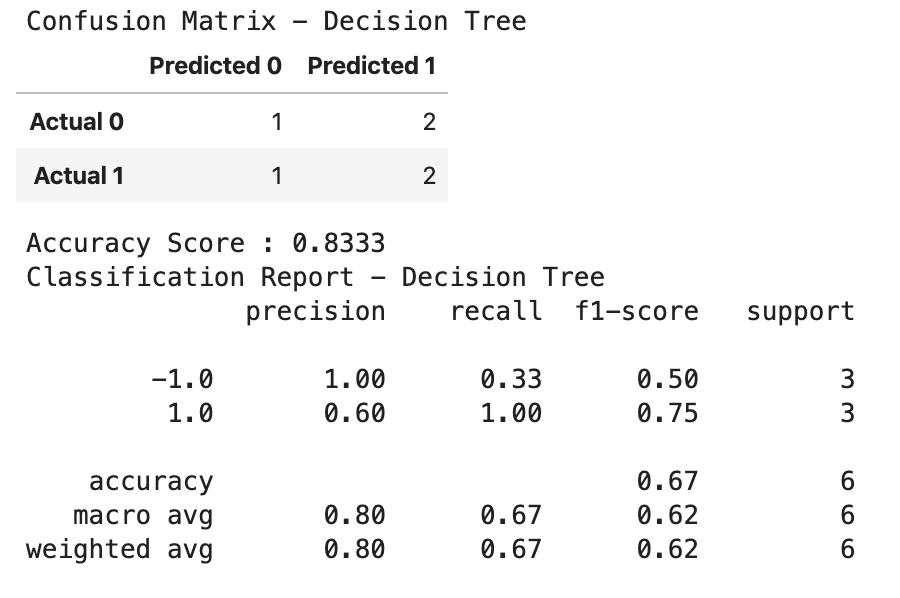 Confusion Matrix – Decision Tree
Predicted 0 Predicted 1
Actual 0 1 2
Actual 1 1 2
Accuracy Score : 0.8333
Classification Report – Decision Tree
precision recall f1-score support
-1.0 1.00 0.33 0.50 3
1.0 0.60 1.00 0.75 3
accuracy 0.67 6
macro avg 0.80 0.67 0.62 6
weighted avg 0.80 0.67 0.62 6